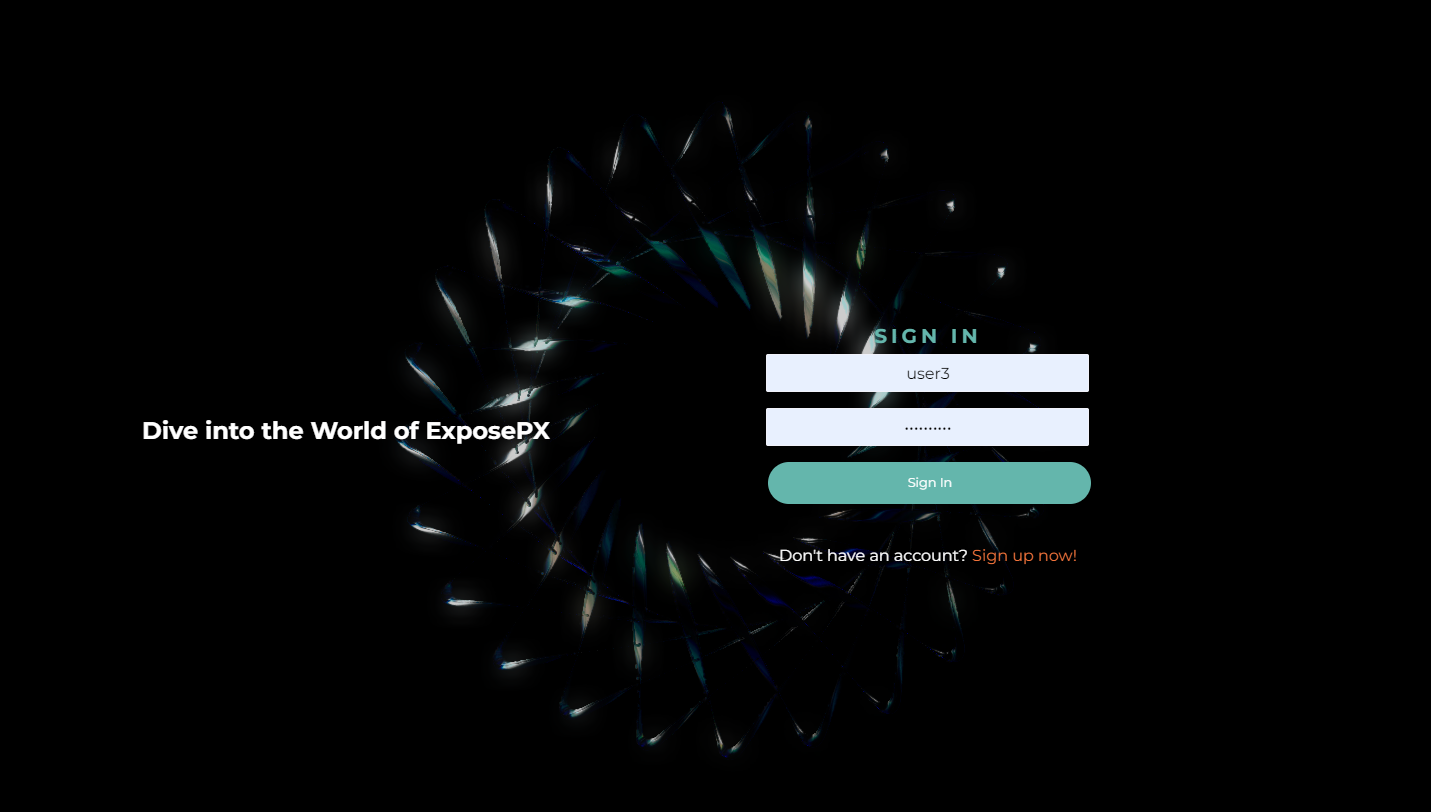 SIGN IN
user3
••••••••••
Dive into the World of ExposePX
Sign In
Don't have an account? Sign up now!